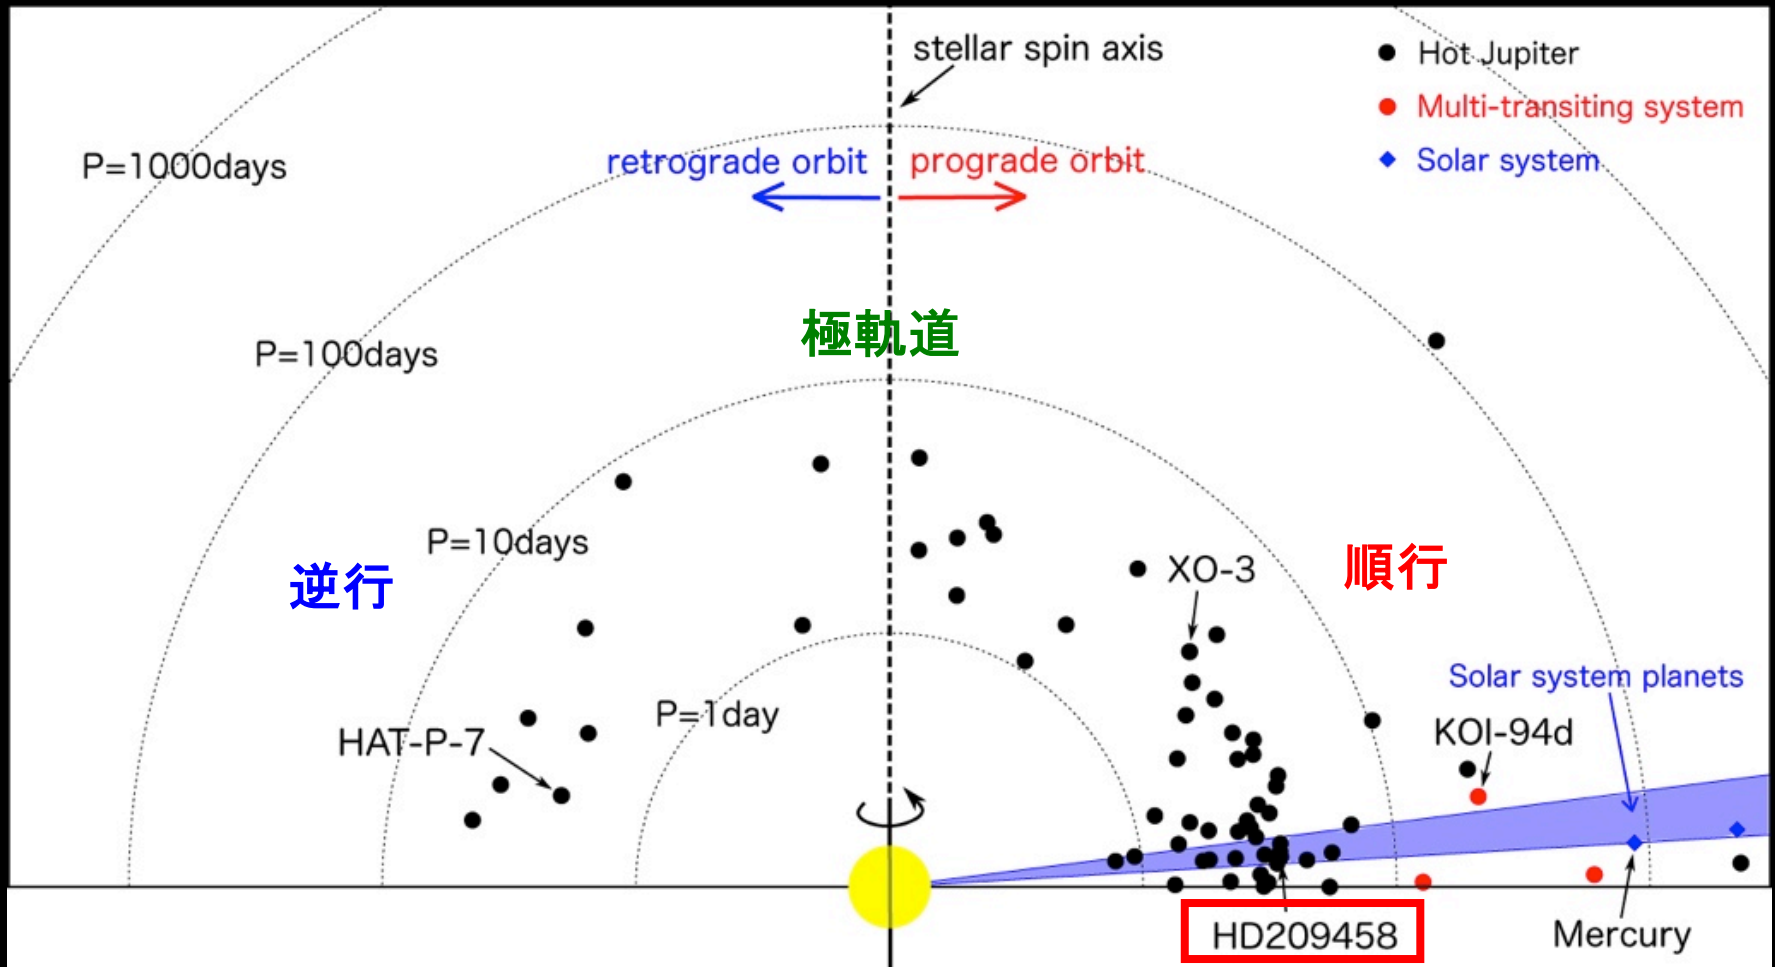 stellar spin axis
Hot Jupiter
Multi-transiting system
Solar system
P=1000days
retrograde orbit
prograde orbit
極軌道
P=100days
P=10days
逆行
XO-3
順行
Solar system planets
P=1day
HAT-P-7
KOI-94d
HD209458
Mercury